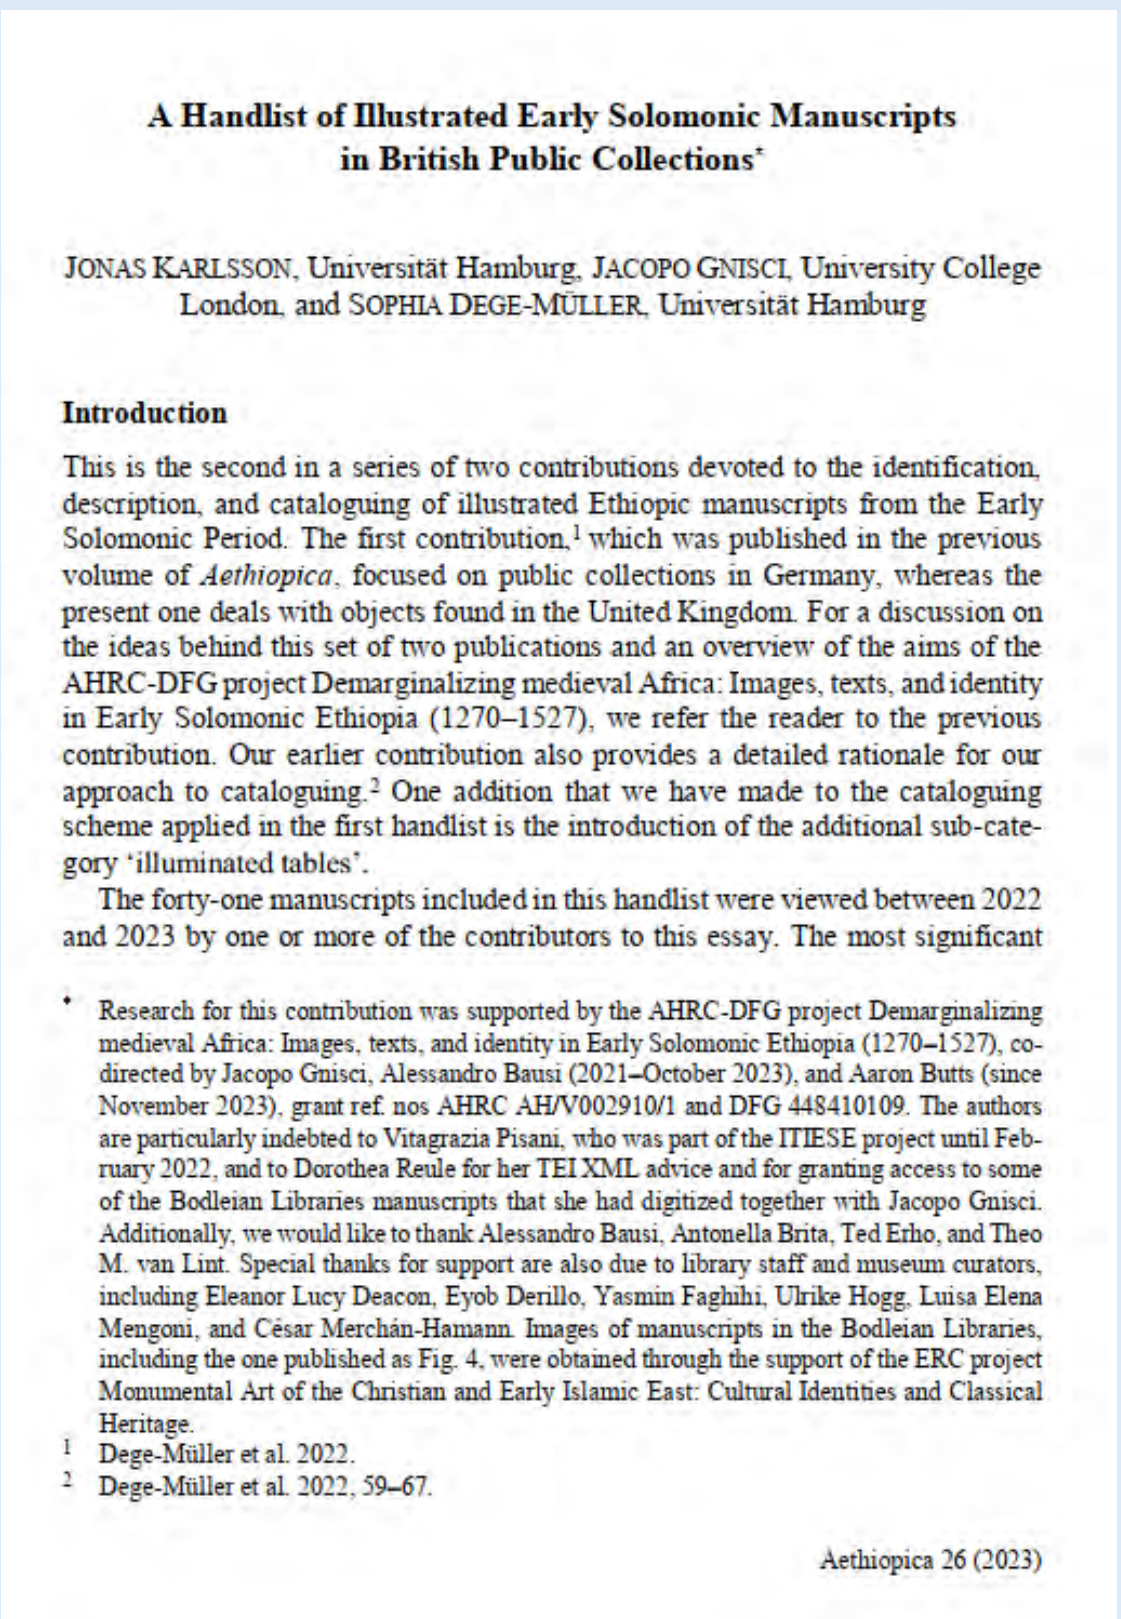 A Handlist of Illustrated Early Solomonic Manuscripts
in British Public Collections*
JONAS KARLSSON, Universität Hamburg, JACOPO GNISCI, University College
London, and SOPHIA DEGE-MÜLLER, Universität Hamburg
Introduction
This is the second in a series of two contributions devoted to the identification,
description, and cataloguing of illustrated Ethiopic manuscripts from the Early
Solomonic Period. The first contribution,¹ which was published in the previous
volume of Aethiopica, focused on public collections in Germany, whereas the
present one deals with objects found in the United Kingdom. For a discussion on
the ideas behind this set of two publications and an overview of the aims of the
AHRC-DFG project Demarginalizing medieval Africa: Images, texts, and identity
in Early Solomonic Ethiopia (1270–1527), we refer the reader to the previous
contribution. Our earlier contribution also provides a detailed rationale for our
approach to cataloguing.² One addition that we have made to the cataloguing
scheme applied in the first handlist is the introduction of the additional sub-cate-
gory ‘illuminated tables’.
The forty-one manuscripts included in this handlist were viewed between 2022
and 2023 by one or more of the contributors to this essay. The most significant
* Research for this contribution was supported by the AHRC-DFG project Demarginalizing
medieval Africa: Images, texts, and identity in Early Solomonic Ethiopia (1270–1527), co-
directed by Jacopo Gnisci, Alessandro Bausi (2021–October 2023), and Aaron Butts (since
November 2023), grant ref. nos AHRC AH/V002910/1 and DFG 448410109. The authors
are particularly indebted to Vitagrazia Pisani, who was part of the ITIESE project until Feb-
ruary 2022, and to Dorothea Reule for her TEI XML advice and for granting access to some
of the Bodleian Libraries manuscripts that she had digitized together with Jacopo Gnisci.
Additionally, we would like to thank Alessandro Bausi, Antonella Brita, Ted Erho, and Theo
M. van Lint. Special thanks for support are also due to library staff and museum curators,
including Eleanor Lucy Deacon, Eyob Derillo, Yasmin Faghihi, Ulrike Hogg, Luisa Elena
Mengoni, and César Merchán-Hamann. Images of manuscripts in the Bodleian Libraries,
including the one published as Fig. 4, were obtained through the support of the ERC project
Monumental Art of the Christian and Early Islamic East: Cultural Identities and Classical
Heritage.
1 Dege-Müller et al. 2022.
2 Dege-Müller et al. 2022, 59–67.
Aethiopica 26 (2023)